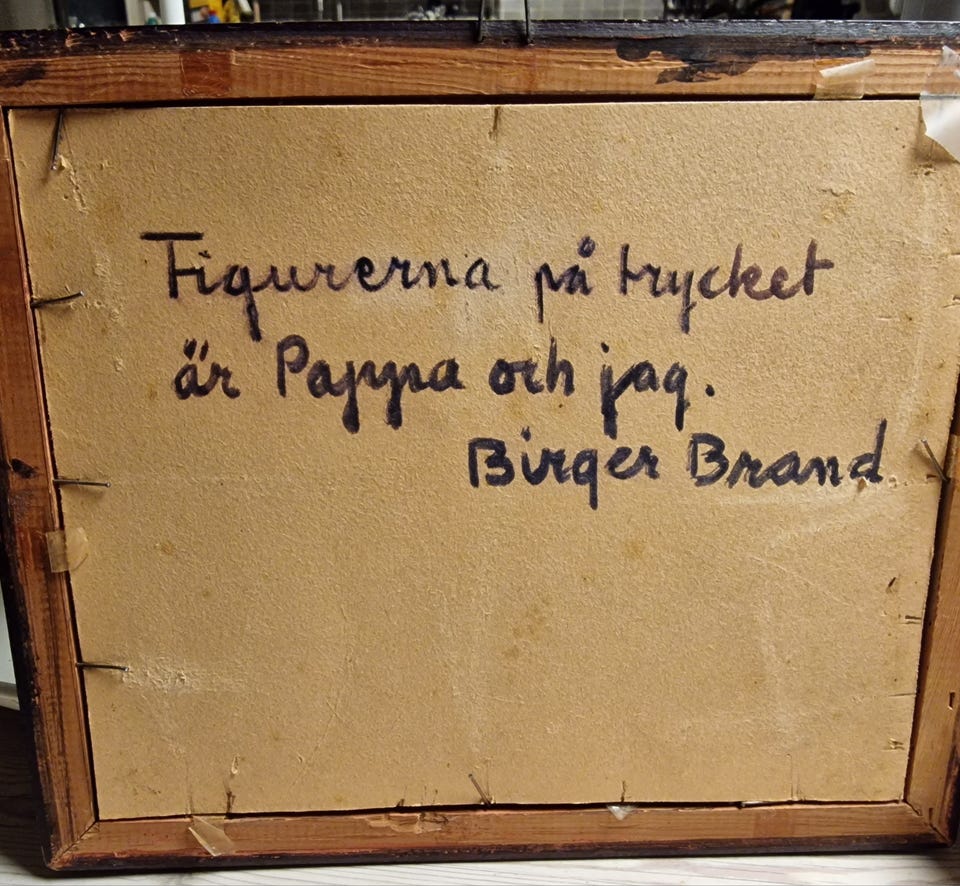 Figurerna på trycket
är Pappa och jag.
Birger Brand